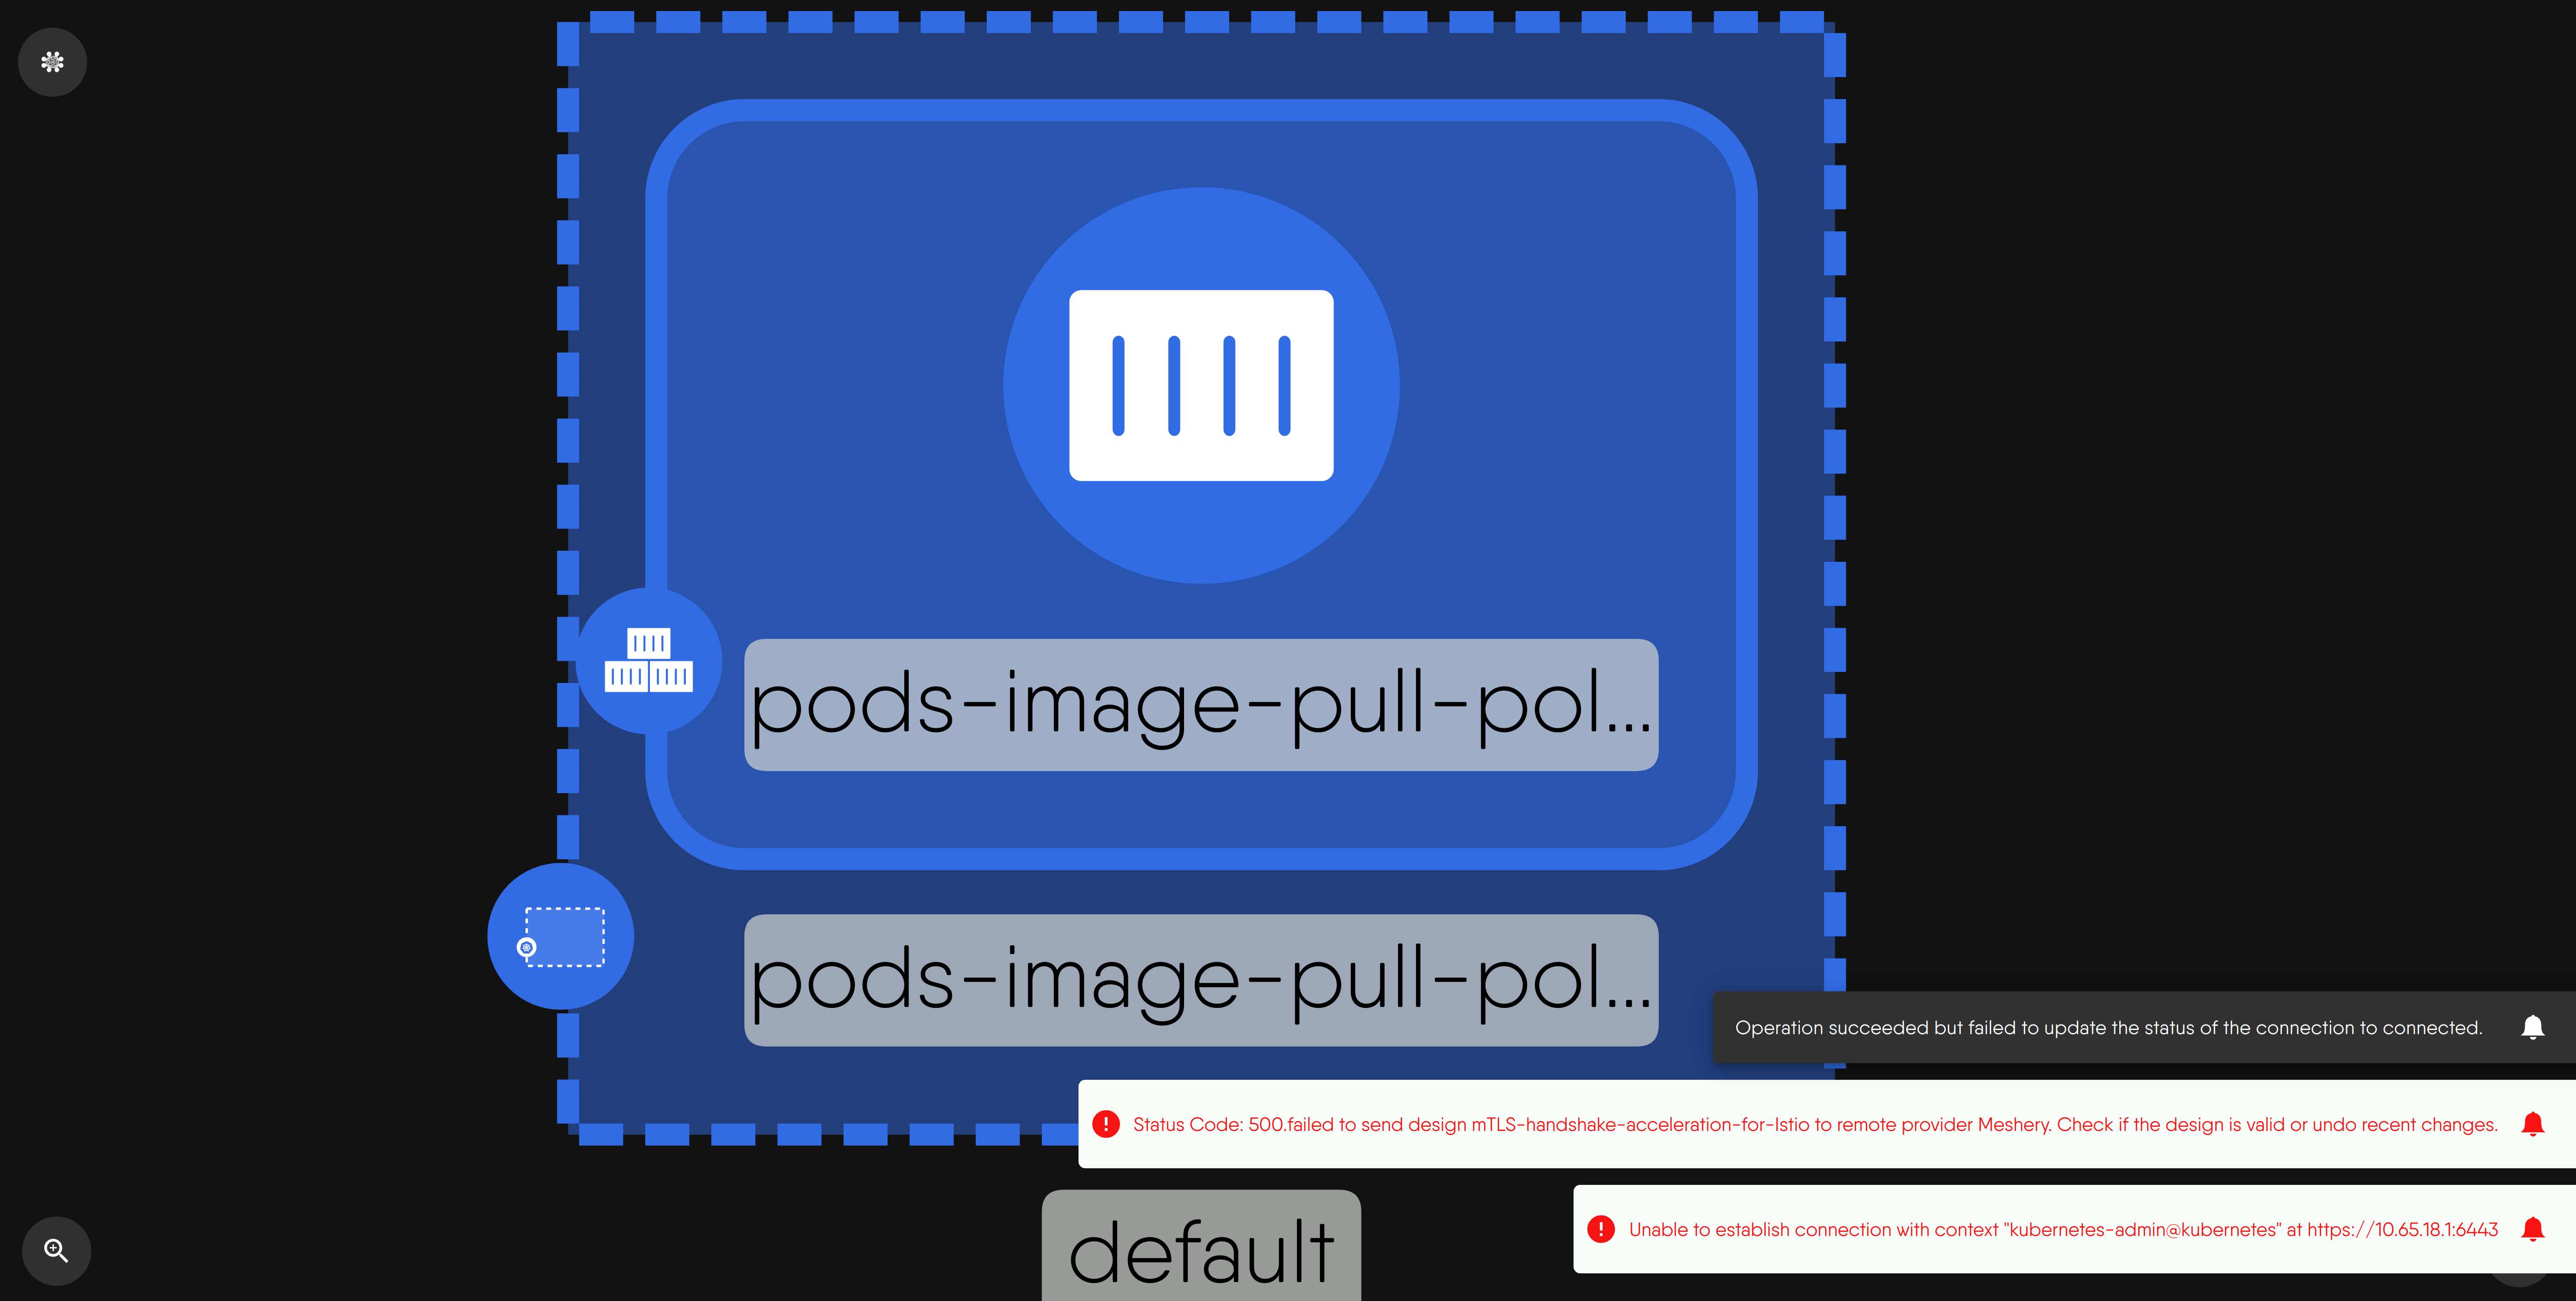 pods-image-pull-pol...
pods-image-pull-pol...
Operation succeeded but failed to update the status of the connection to connected.
Status Code: 500.failed to send design mTLS-handshake-acceleration-for-Istio to remote provider Meshery. Check if the design is valid or undo recent changes.
default
Unable to establish connection with context "kubernetes-admin@kubernetes" at https://10.65.18.1:6443